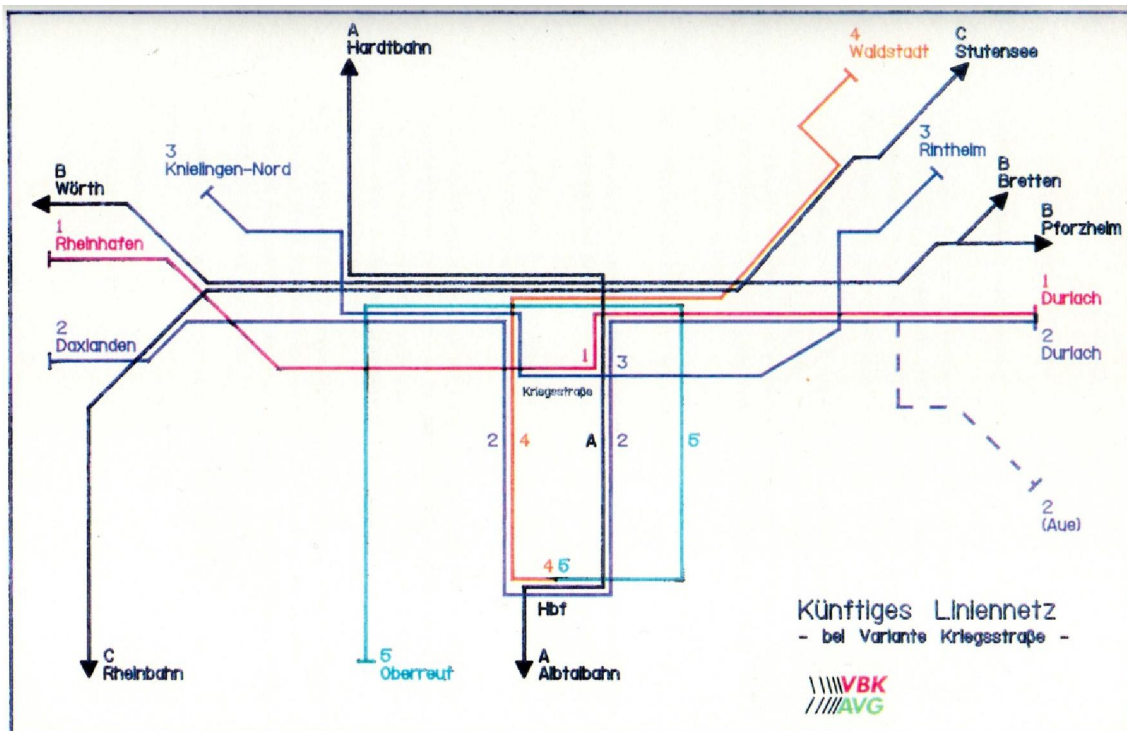 A
Hardtbahn
4
Waldstadt
C
Stutensee
3
Knielingen-Nord
3
Rintheim
B
Wörth
B
Bretten
1
Rheinhafen
B
Pforzheim
1
Durlach
2
Daxlanden
2
Durlach
1
3
Kriegsstraße
2
4
A
2
5
2
(Aue)
4
5
Hbf
Künftiges Liniennetz
- bei Variante Kriegsstraße -
C
Rheinbahn
5
Oberreut
A
Albtalbahn
VBK
AVG